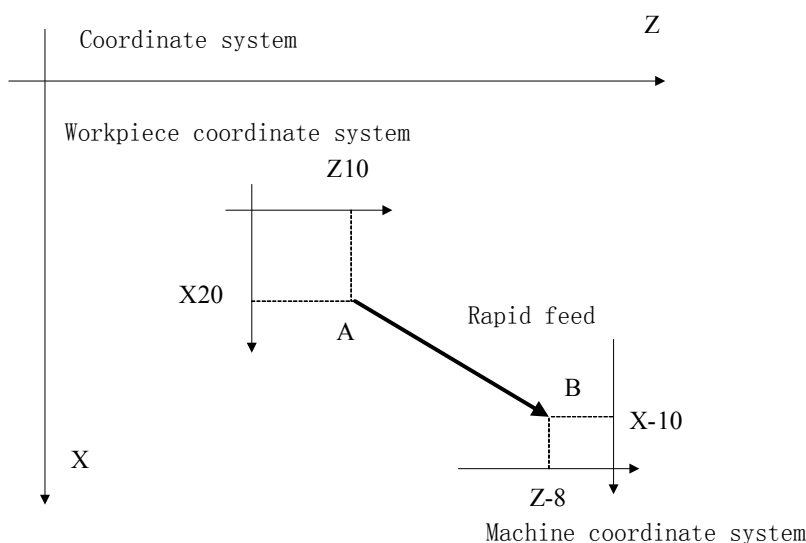 Z
Coordinate system
Workpiece coordinate system
Z10
X20
A
Rapid feed
B
X-10
X
Z-8
Machine coordinate system